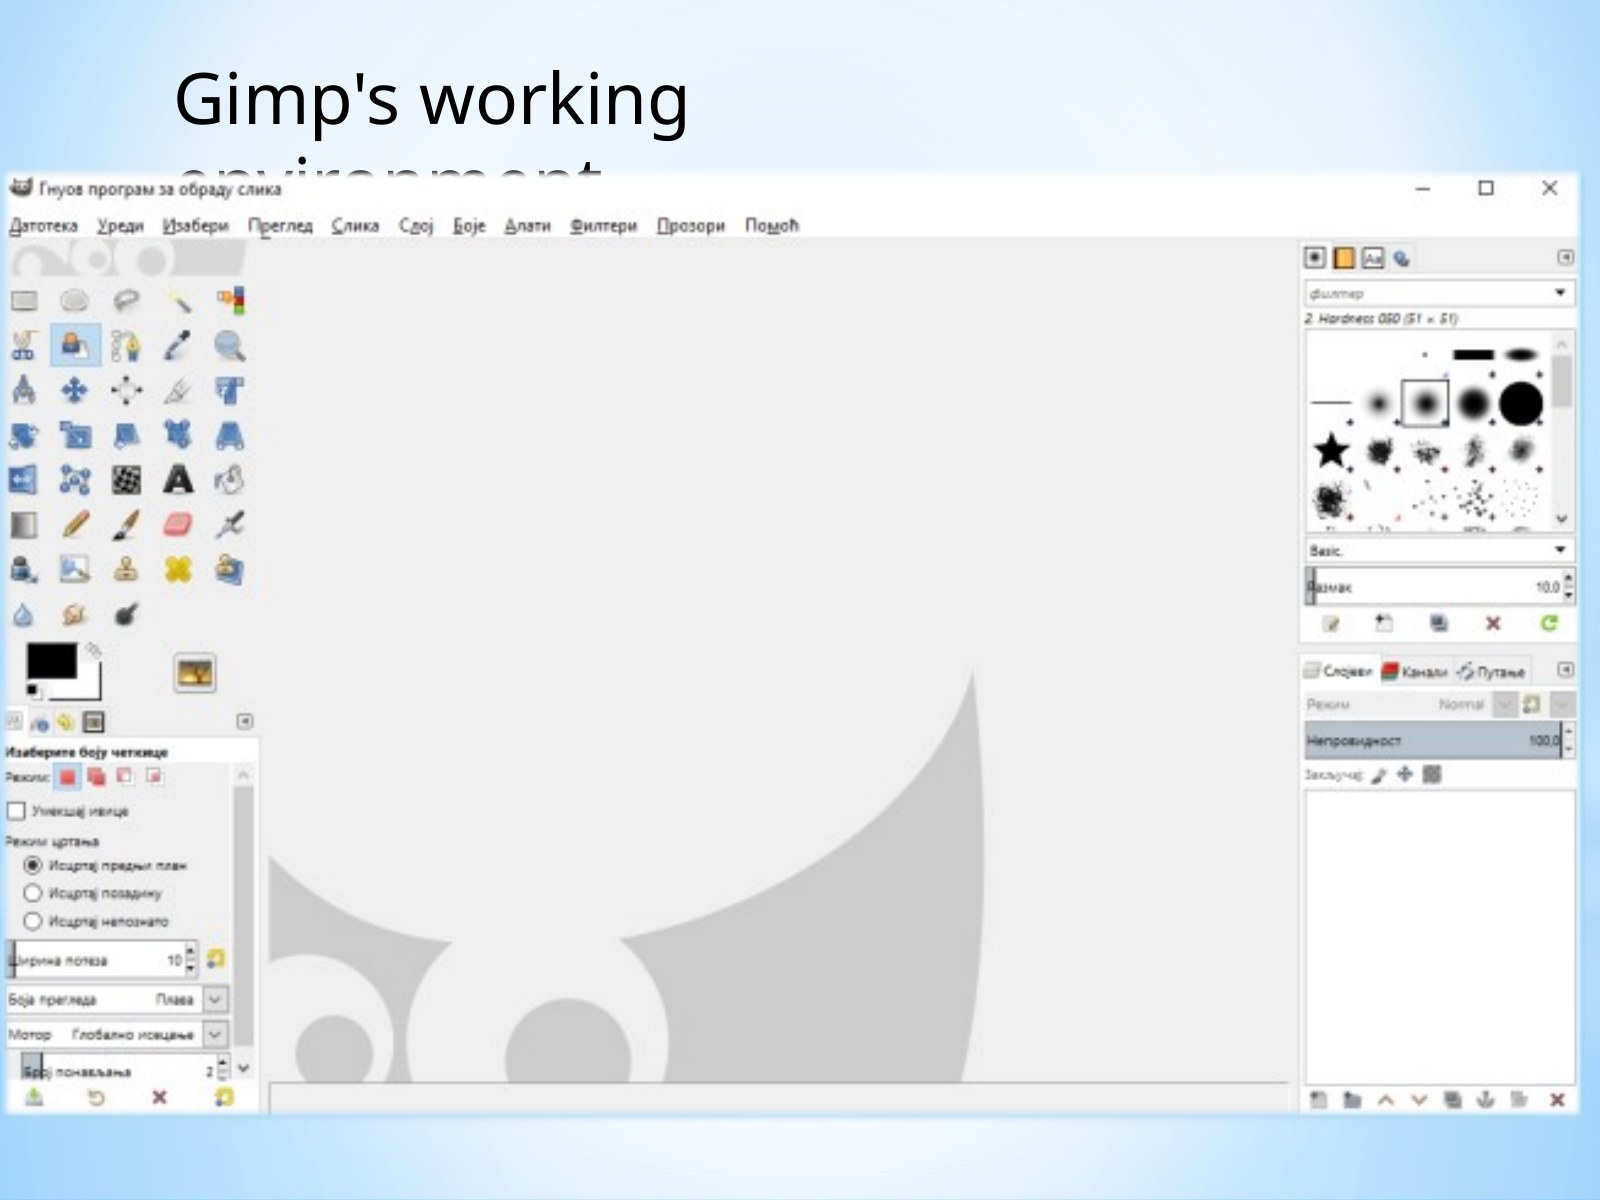 Gimp's working
environment
Гнуов програм за обраду слика
Датотека Уреди Изабери Преглед Слика Слој Боје Алати Филтери Прозори Помоћ
Aa
филтер
2. Hardness 050 (51 × 51)
Basic,
Размак 10,0
Слојеви Канали Путање
Режим Normal
Непровидност 100,0
Закључај:
Изаберите боју четкице
Режим:
Умекшај ивице
Режим цртања
Исцртај предњи план
Исцртај позадину
Исцртај непознато
Ширина потеза 10
Боја прегледа Плава
Мотор Глобално исецање
Број понављања 2